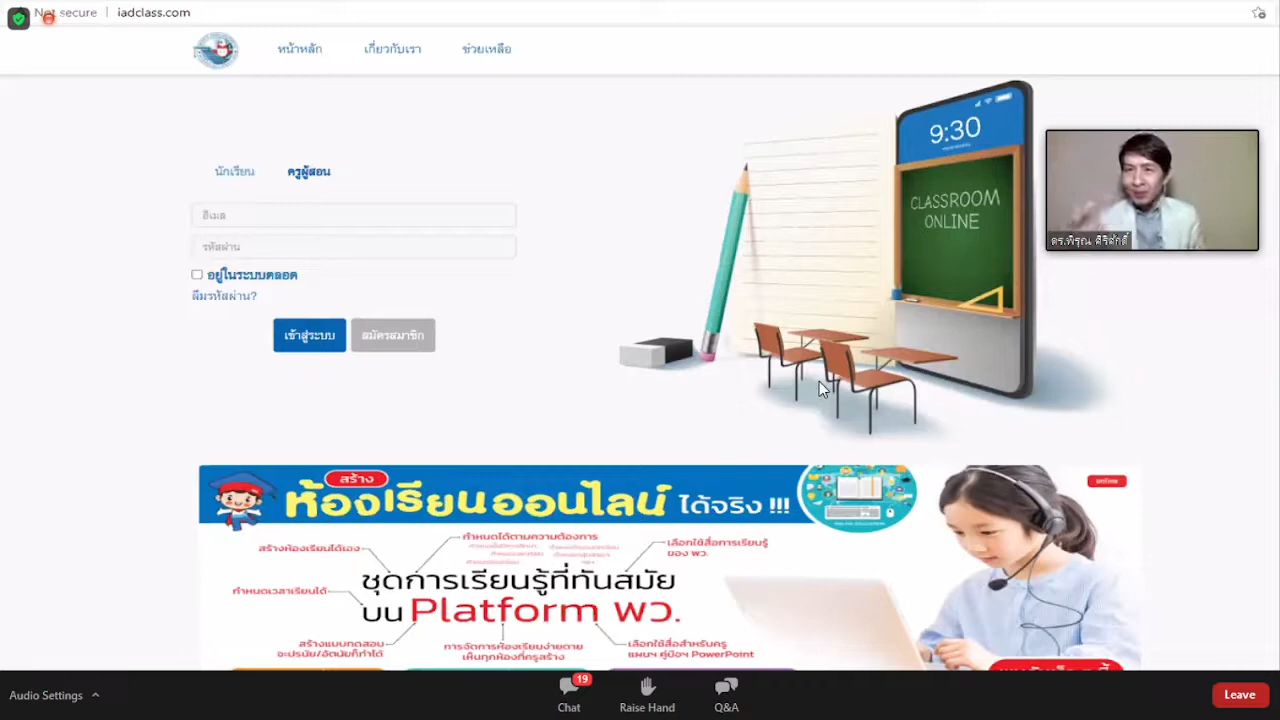 Not secure | iadclass.com
หน้าหลัก เกี่ยวกับเรา ช่วยเหลือ
9:30
CLASSROOM
ONLINE
ดร.พิรุณ ศิริศักดิ์
นักเรียน ครูผู้สอน
อีเมล
รหัสผ่าน
อยู่ในระบบตลอด
ลืมรหัสผ่าน?
เข้าสู่ระบบ สมัครสมาชิก
สร้าง
ห้องเรียนออนไลน์ ได้จริง !!!
สร้างห้องเรียนได้เอง
กำหนดได้ตามความต้องการ
เลือกใช้สื่อการเรียนรู้
ของ พว.
กำหนดเวลาเรียนได้
ชุดการเรียนรู้ที่ทันสมัย
บน Platform พว.
สร้างแบบทดสอบ
จะปรนัย/อัตนัยก็ทำได้
การจัดการห้องเรียนง่ายดาย
เห็นทุกห้องที่ครูสร้าง
เลือกใช้สื่อสำหรับครู
แผนฯ คู่มือฯ PowerPoint
Audio Settings
19
Chat
Raise Hand
Q&A
Leave